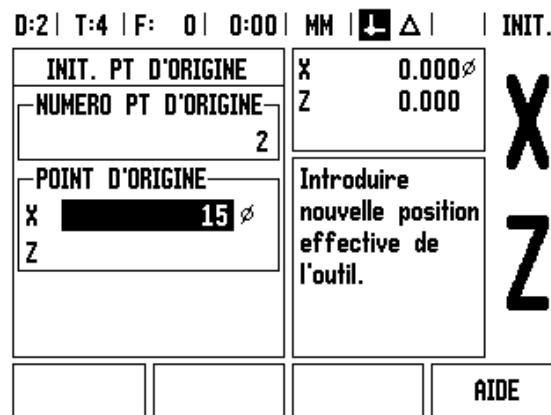 D:2 | T:4 | F: 0 | 0:00 | MM | Δ | | INIT.
INIT. PT D'ORIGINE
NUMERO PT D'ORIGINE
2
POINT D'ORIGINE
X 15 ⌀
Z
X 0.000⌀
Z 0.000
Introduire
nouvelle position
effective de
l'outil.
X
Z
AIDE